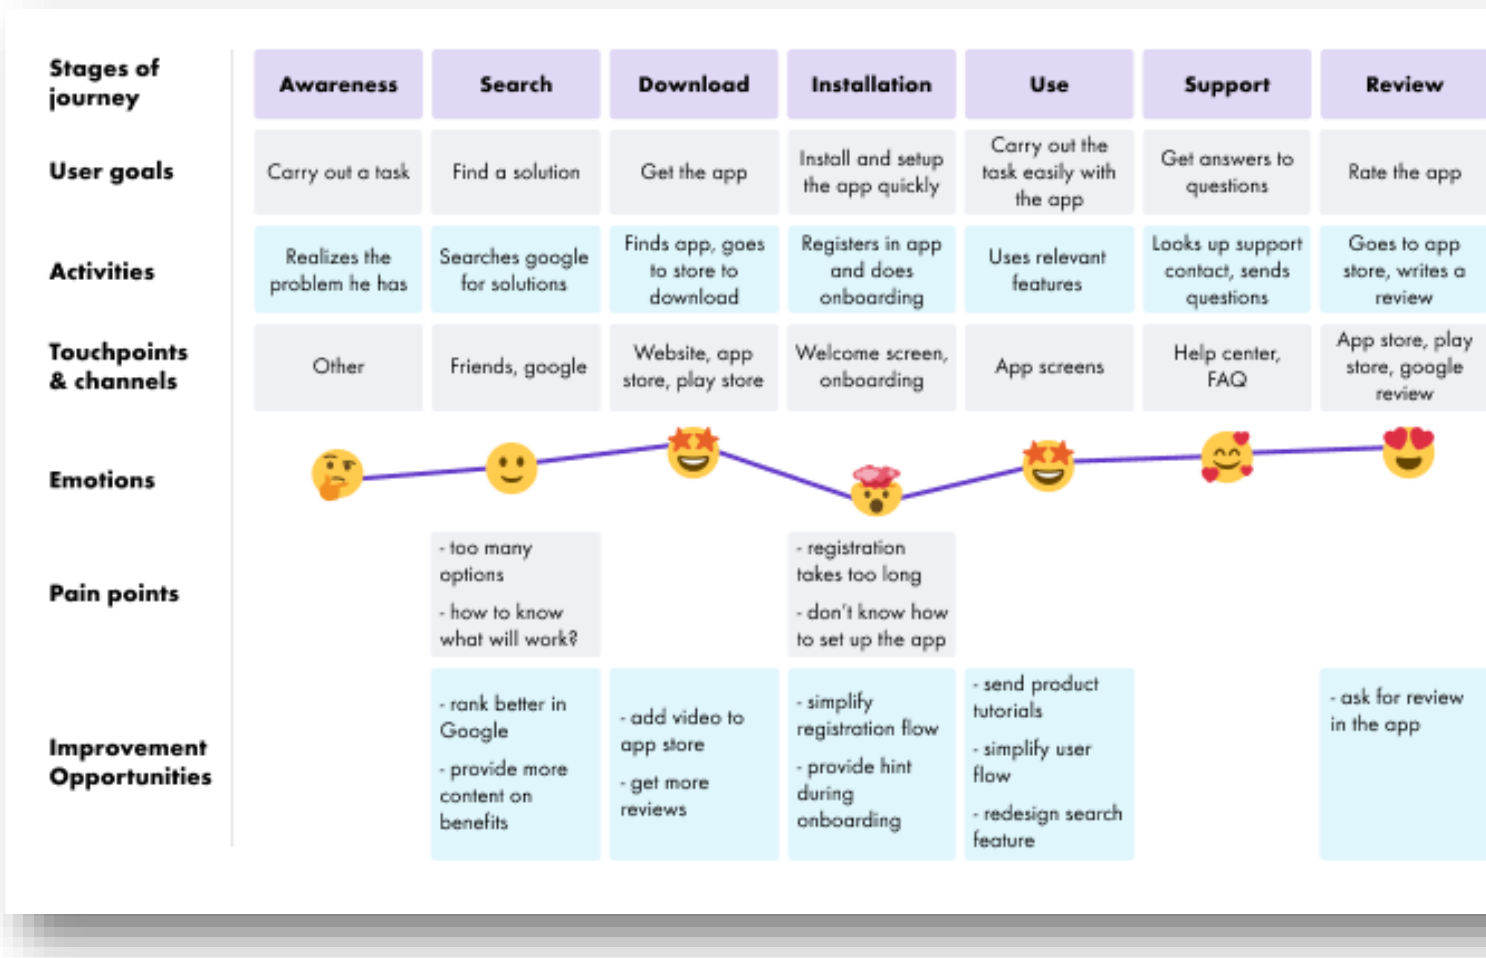 Stages of
journey
Awareness
Search
Download
Installation
Use
Support
Review
User goals
Carry out a task
Find a solution
Get the app
Install and setup
the app quickly
Carry out the
task easily with
the app
Get answers to
questions
Rate the app
Activities
Realizes the
problem he has
Searches google
for solutions
Finds app, goes
to store to
download
Registers in app
and does
onboarding
Uses relevant
features
Looks up support
contact, sends
questions
Goes to app
store, writes a
review
Touchpoints
& channels
Other
Friends, google
Website, app
store, play store
Welcome screen,
onboarding
App screens
Help center,
FAQ
App store, play
store, google
review
Emotions
Pain points
- too many
options
- how to know
what will work?
- registration
takes too long
- don't know how
to set up the app
Improvement
Opportunities
- rank better in
Google
- provide more
content on
benefits
- add video to
app store
- get more
reviews
- simplify
registration flow
- provide hint
during
onboarding
- send product
tutorials
- simplify user
flow
- redesign search
feature
- ask for review
in the app